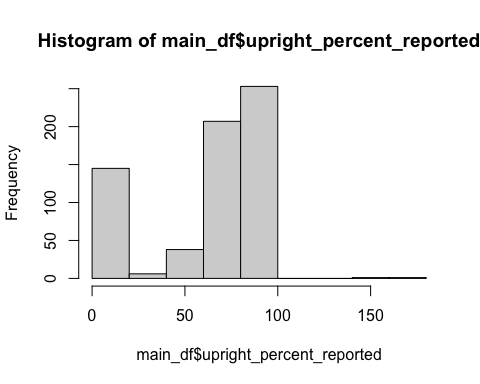 Histogram of main_df$upright_percent_reported
Frequency
200
100
50
0
0 50 100 150
main_df$upright_percent_reported